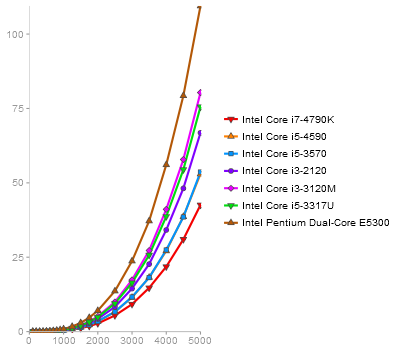 100
75
50
25
0
0 1000 2000 3000 4000 5000
Intel Core i7-4790K
Intel Core i5-4590
Intel Core i5-3570
Intel Core i3-2120
Intel Core i3-3120M
Intel Core i5-3317U
Intel Pentium Dual-Core E5300